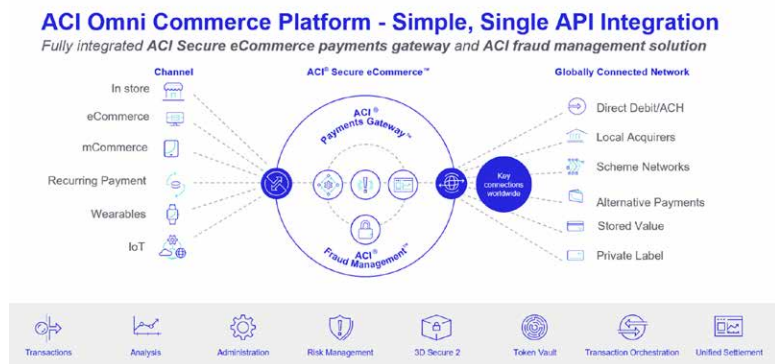 ACI Omni Commerce Platform - Simple, Single API Integration
Fully integrated ACI Secure eCommerce payments gateway and ACI fraud management solution
Channel
In store
eCommerce
mCommerce
Recurring Payment
Wearables
IoT
ACI® Secure eCommerce™
ACI®
Payments Gateway™
ACI®
Fraud Management™
Key
connections
worldwide
Globally Connected Network
Direct Debit/ACH
Local Acquirers
Scheme Networks
Alternative Payments
Stored Value
Private Label
Transactions
Analysis
Administration
Risk Management
3D Secure 2
Token Vault
Transaction Orchestration
Unified Settlement